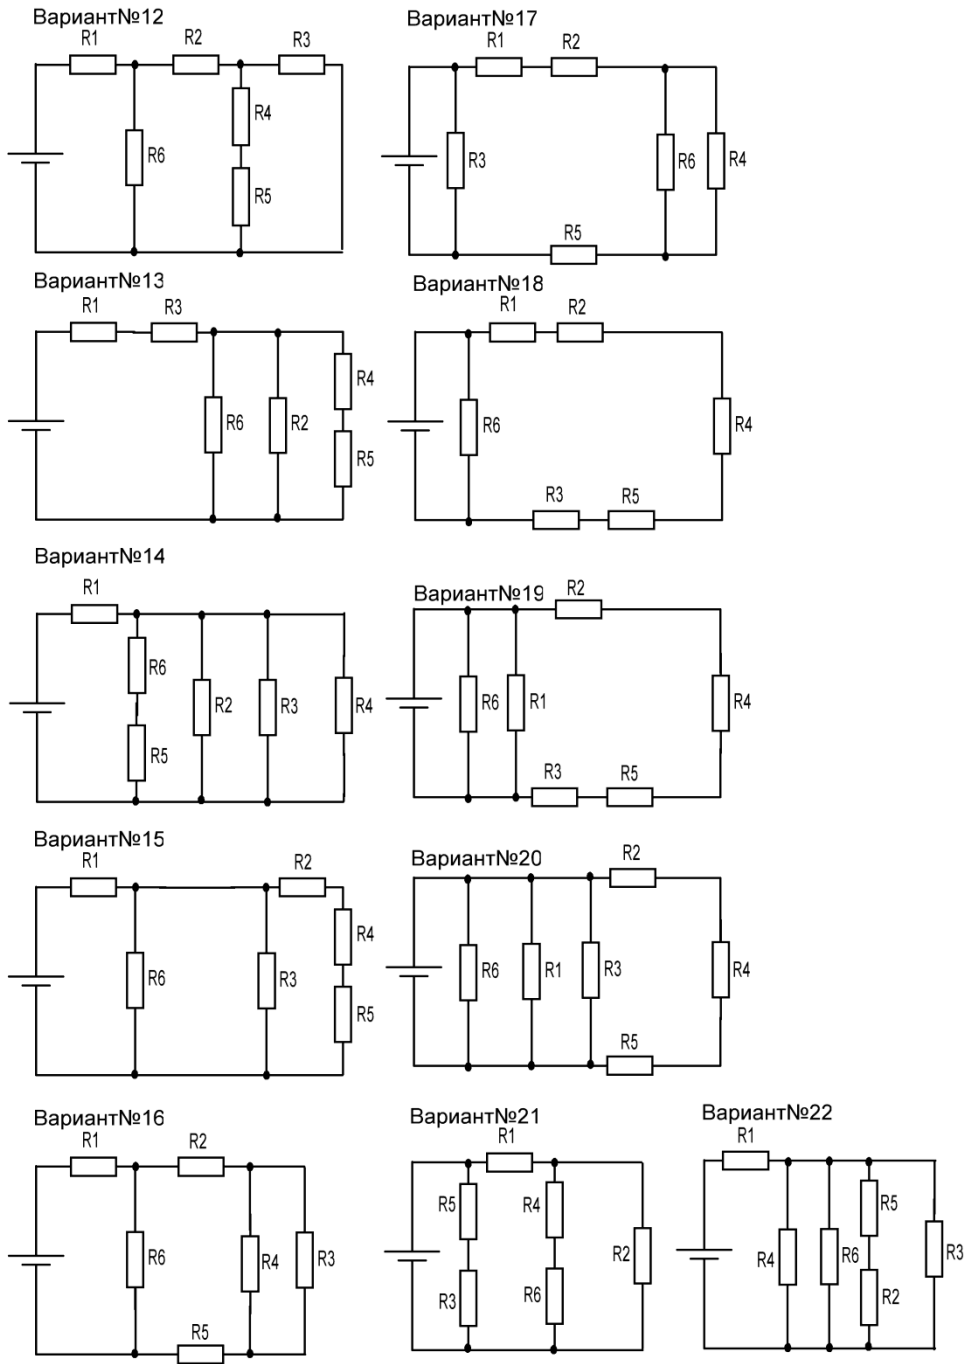 Вариант№12
R1
R2
R3
R4
R6
R5
Вариант№17
R1
R2
R3
R6
R4
R5
Вариант№13
R1
R3
R4
R6
R2
R5
Вариант№18
R1
R2
R6
R4
R3
R5
Вариант№14
R1
R6
R2
R3
R4
R5
Вариант№19
R2
R6
R1
R4
R3
R5
Вариант№15
R1
R2
R4
R6
R3
R5
Вариант№20
R2
R6
R1
R3
R4
R5
Вариант№16
R1
R2
R6
R4
R3
R5
Вариант№21
R1
R5
R4
R2
R3
R6
Вариант№22
R1
R5
R4
R6
R3
R2